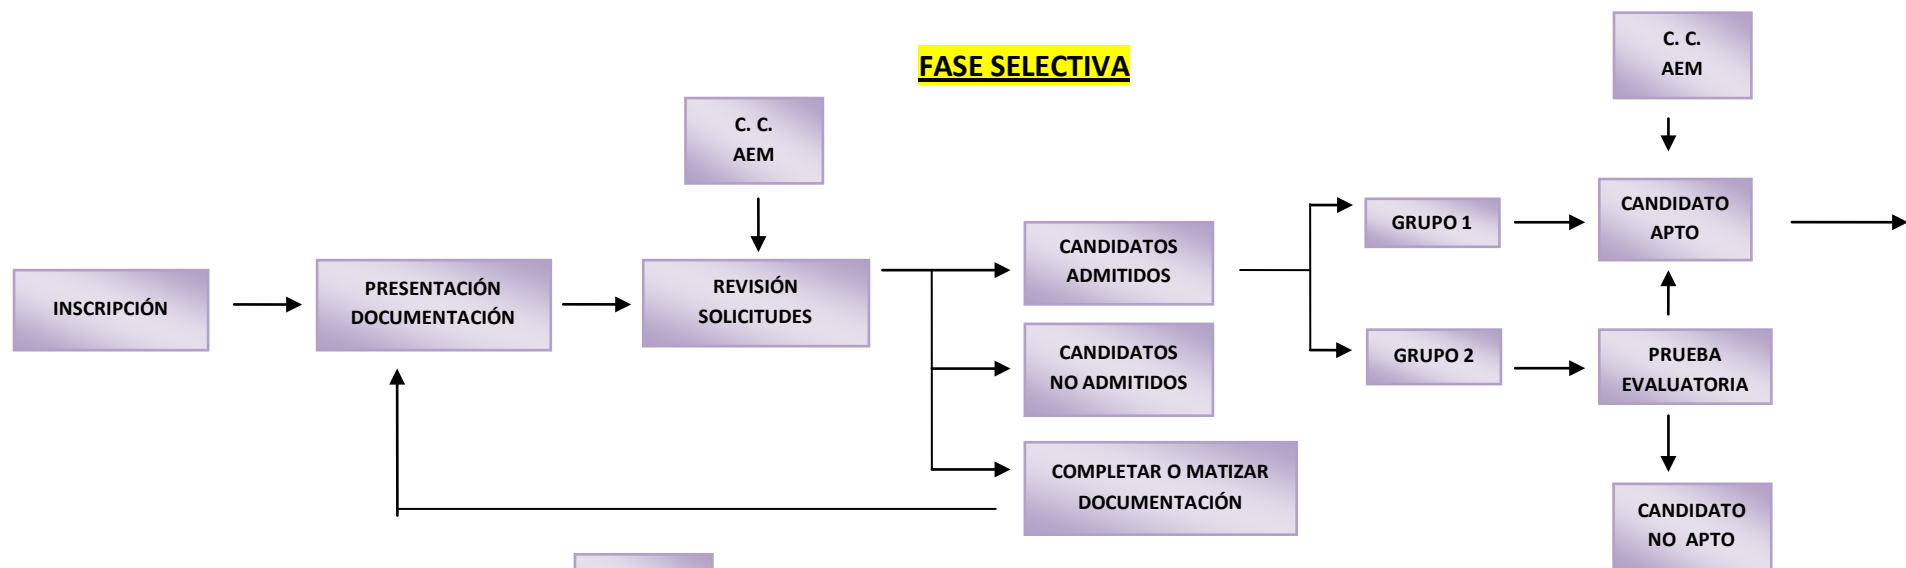 FASE SELECTIVA
C. C.
AEM
C. C.
AEM
INSCRIPCIÓN
PRESENTACIÓN
DOCUMENTACIÓN
REVISIÓN
SOLICITUDES
CANDIDATOS
ADMITIDOS
CANDIDATOS
NO ADMITIDOS
COMPLETAR O MATIZAR
DOCUMENTACIÓN
GRUPO 1
GRUPO 2
CANDIDATO
APTO
PRUEBA
EVALUATORIA
CANDIDATO
NO APTO